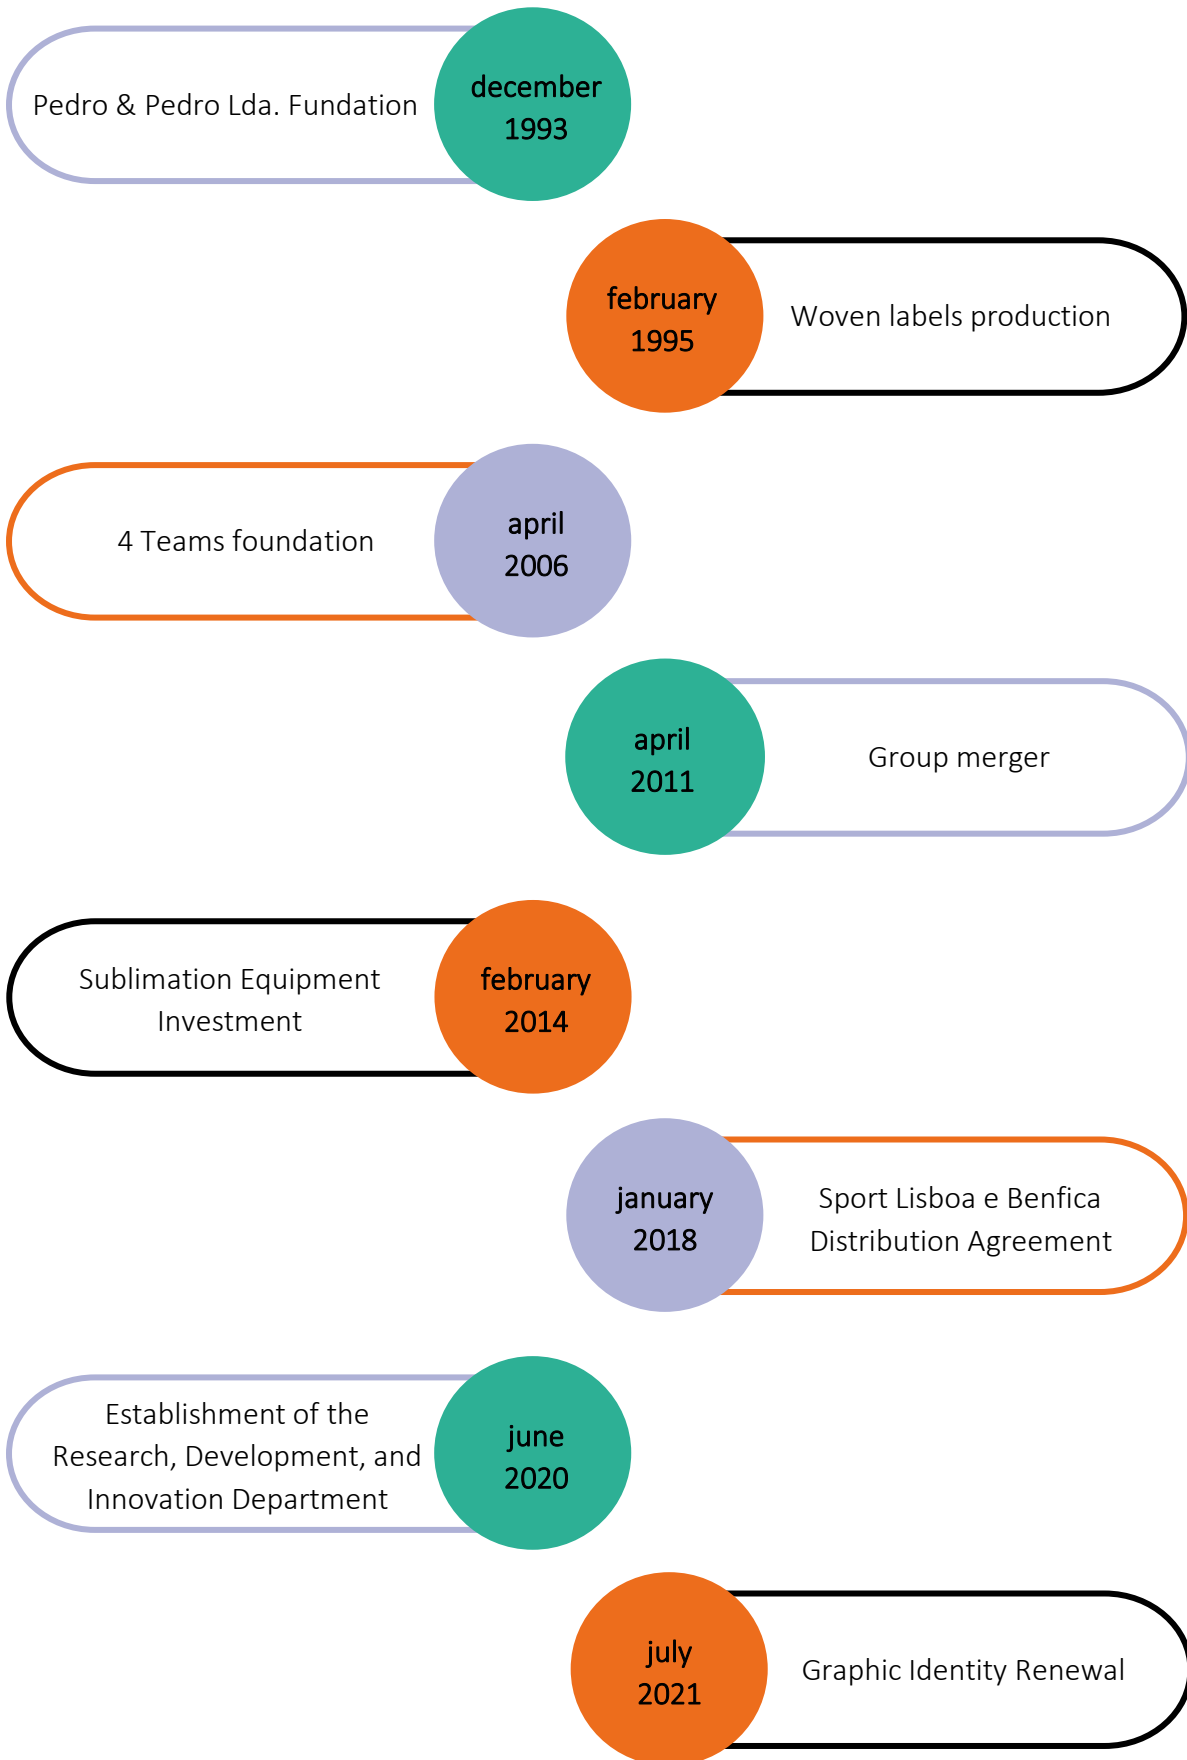 Pedro & Pedro Lda. Fundation
december
1993
february
1995
Woven labels production
4 Teams foundation
april
2006
april
2011
Group merger
Sublimation Equipment
Investment
february
2014
january
2018
Sport Lisboa e Benfica
Distribution Agreement
Establishment of the
Research, Development, and
Innovation Department
june
2020
july
2021
Graphic Identity Renewal